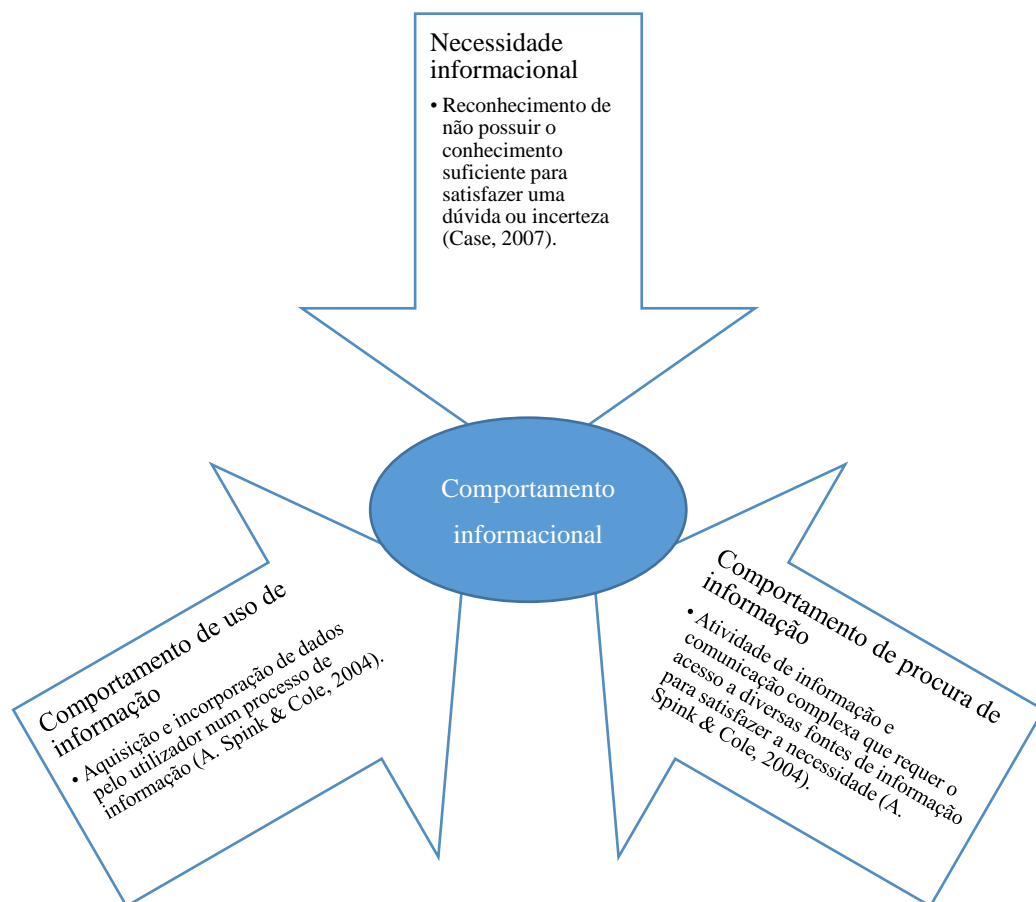 Necessidade
informacional
• Reconhecimento de
não possuir o
conhecimento
suficiente para
satisfazer uma
dúvida ou incerteza
(Case, 2007).
Comportamento
informacional
Comportamento de procura de
informação
• Atividade de informação e
comunicação complexa que requer o
acesso a diversas fontes de informação
para satisfazer a necessidade (A.
Spink & Cole, 2004).
Comportamento de uso de
informação
• Aquisição e incorporação de dados
pelo utilizador num processo de
informação (A. Spink & Cole, 2004).